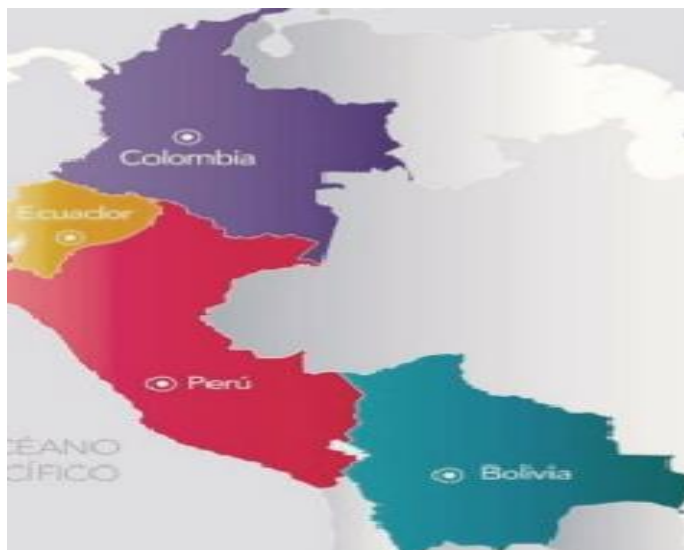 Colombia
Ecuador
Perú
CÉANO
CÍFICO
Bolivia